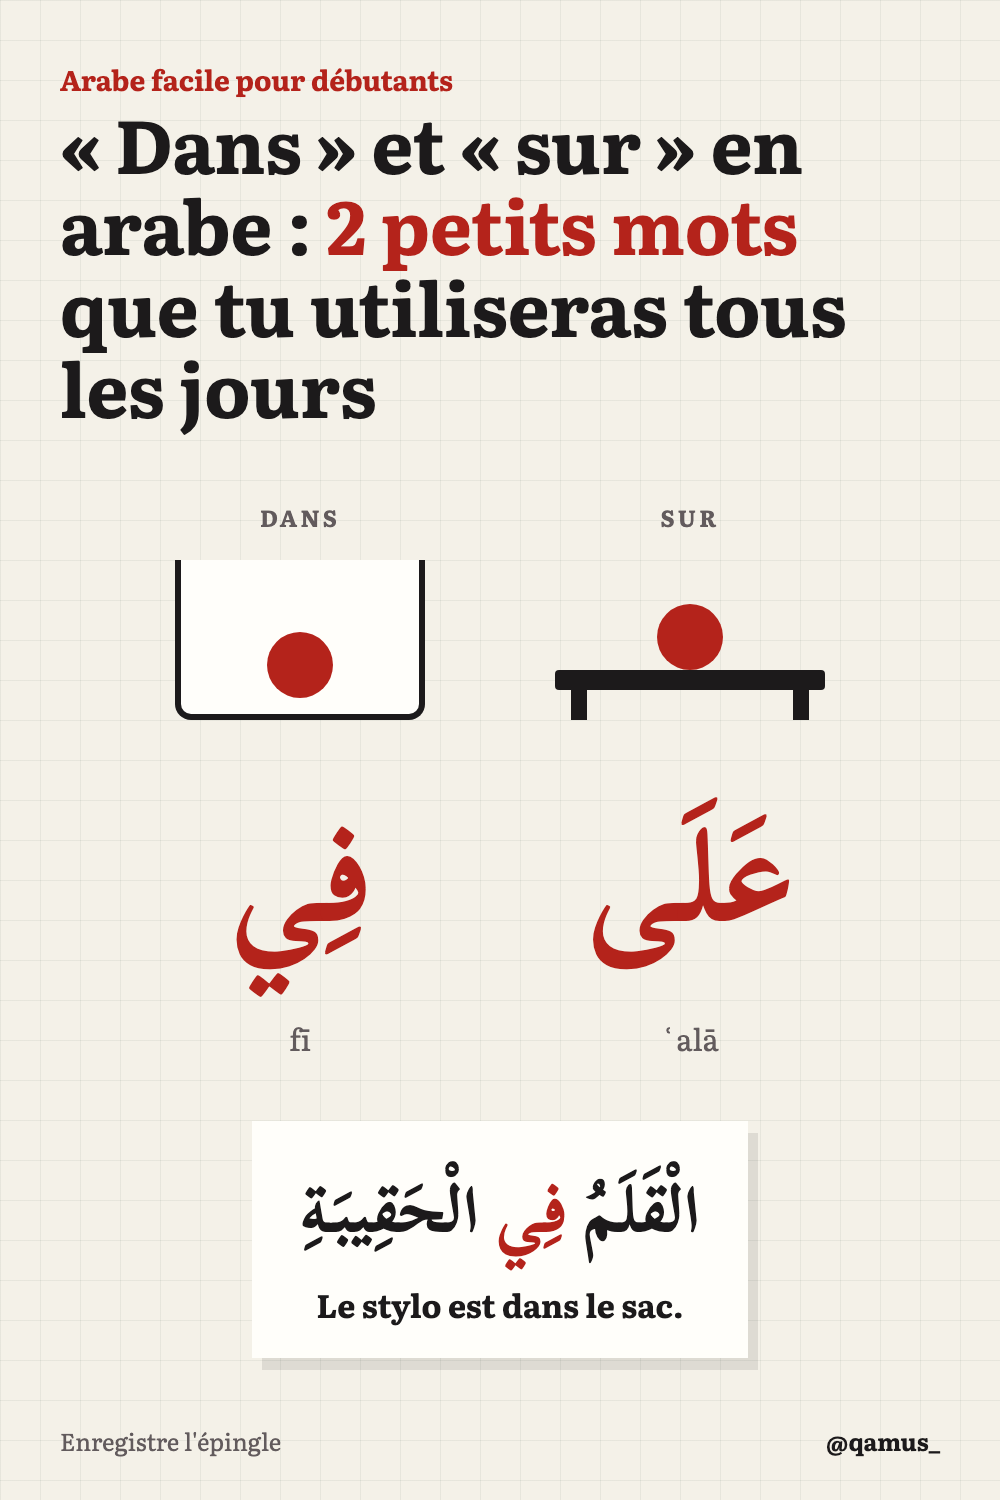 Arabe facile pour débutants
« Dans » et « sur » en
arabe : 2 petits mots
que tu utiliseras tous
les jours
DANS
SUR
فِي
عَلَى
fī
ʿalā
الْقَلَمُ فِي الْحَقِيبَةِ
Le stylo est dans le sac.
Enregistre l'épingle
@qamus_